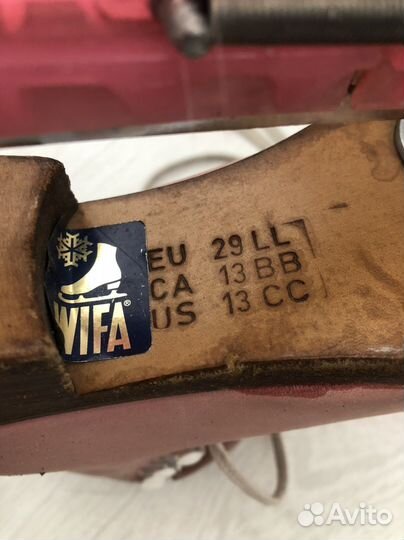 EU 29 LL
CA 13 BB
US 13 CC
WIFA®
Avito